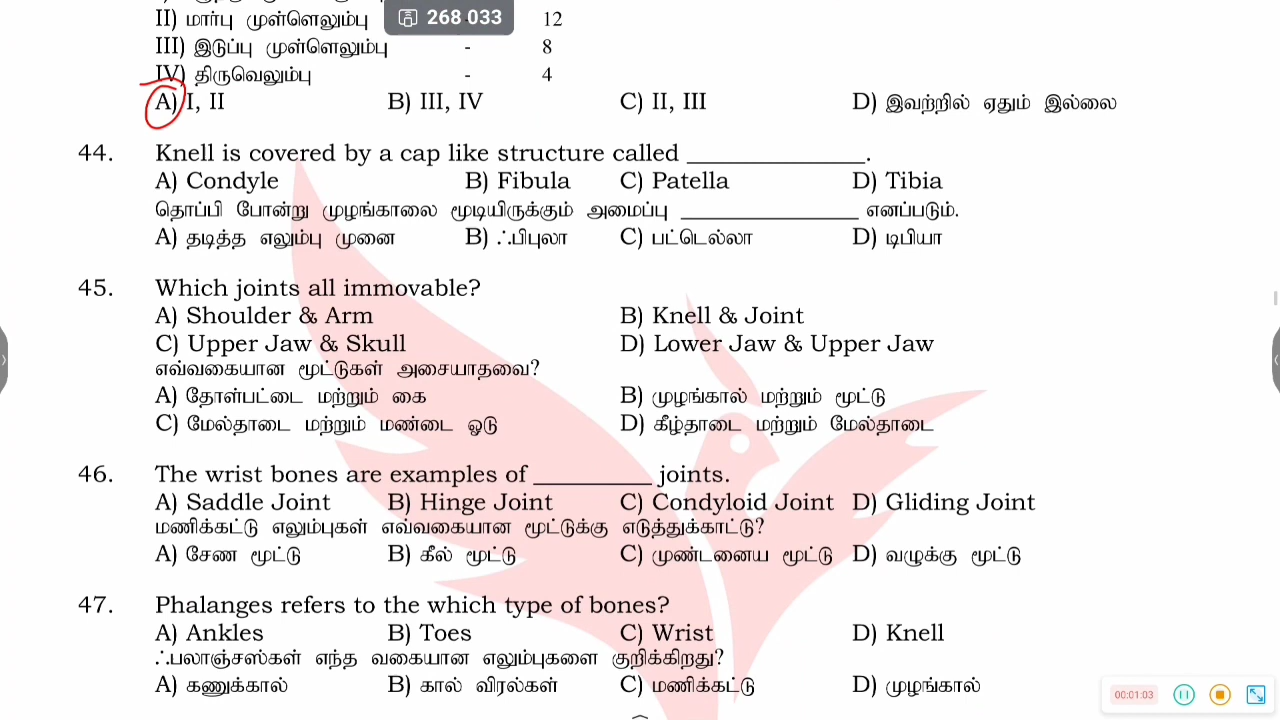 II) மார்பு முள்ளெலும்பு - 12
268 033
III) இடுப்பு முள்ளெலும்பு - 8
IV) திருவெலும்பு - 4
A) I, II B) III, IV C) II, III D) இவற்றில் ஏதும் இல்லை
44. Knell is covered by a cap like structure called ______________.
A) Condyle B) Fibula C) Patella D) Tibia
தொப்பி போன்று முழங்காலை மூடியிருக்கும் அமைப்பு ______________ எனப்படும்.
A) தடித்த எலும்பு முனை B) ஃபிபுலா C) பட்டெல்லா D) டிபியா
45. Which joints all immovable?
A) Shoulder & Arm B) Knell & Joint
C) Upper Jaw & Skull D) Lower Jaw & Upper Jaw
எவ்வகையான மூட்டுகள் அசையாதவை?
A) தோள்பட்டை மற்றும் கை B) முழங்கால் மற்றும் மூட்டு
C) மேல்தாடை மற்றும் மண்டை ஓடு D) கீழ்தாடை மற்றும் மேல்தாடை
46. The wrist bones are examples of _________ joints.
A) Saddle Joint B) Hinge Joint C) Condyloid Joint D) Gliding Joint
மணிக்கட்டு எலும்புகள் எவ்வகையான மூட்டுக்கு எடுத்துக்காட்டு?
A) சேண மூட்டு B) கீல் மூட்டு C) முண்டனைய மூட்டு D) வழுக்கு மூட்டு
47. Phalanges refers to the which type of bones?
A) Ankles B) Toes C) Wrist D) Knell
ஃபலாஞ்சஸ்கள் எந்த வகையான எலும்புகளை குறிக்கிறது?
A) கணுக்கால் B) கால் விரல்கள் C) மணிக்கட்டு D) முழங்கால்
00:01:03